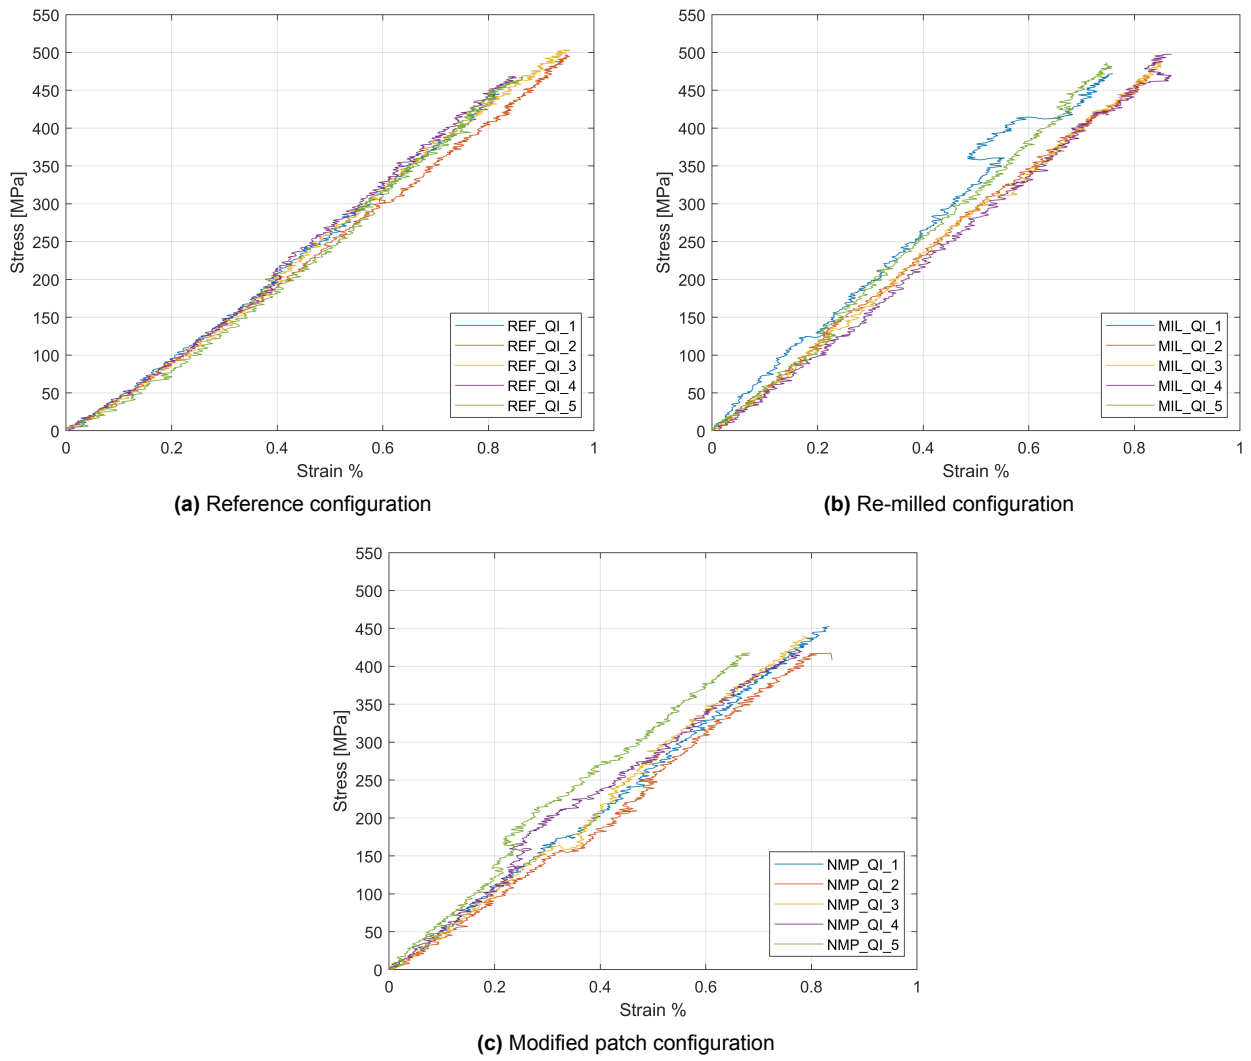 550
500
450
400
350
300
250
200
150
100
50
0
Stress [MPa]
0 0.2 0.4 0.6 0.8 1
Strain %
REF_QI_1
REF_QI_2
REF_QI_3
REF_QI_4
REF_QI_5
(a) Reference configuration
550
500
450
400
350
300
250
200
150
100
50
0
Stress [MPa]
0 0.2 0.4 0.6 0.8 1
Strain %
MIL_QI_1
MIL_QI_2
MIL_QI_3
MIL_QI_4
MIL_QI_5
(b) Re-milled configuration
550
500
450
400
350
300
250
200
150
100
50
0
Stress [MPa]
0 0.2 0.4 0.6 0.8 1
Strain %
NMP_QI_1
NMP_QI_2
NMP_QI_3
NMP_QI_4
NMP_QI_5
(c) Modified patch configuration